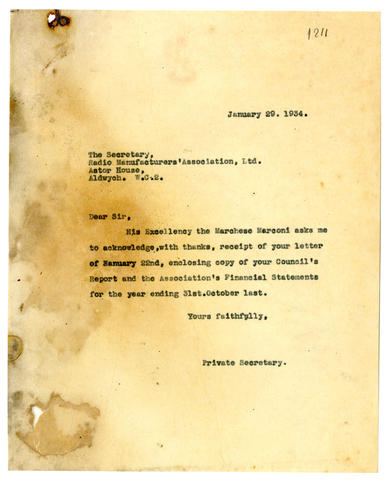 1211
January 29. 1934.
The Secretary,
Radio Manufacturers'Association, Ltd.
Astor House,
Aldwych. W.C.2.
Dear Sir,
His Excellency the Marchese Marconi asks me
to acknowledge,with thanks, receipt of your letter
of January 22nd, enclosing copy of your Council's
Report and the Association's Financial Statements
for the year ending 31st.October last.
Yours faithfplly,
Private Secretary.